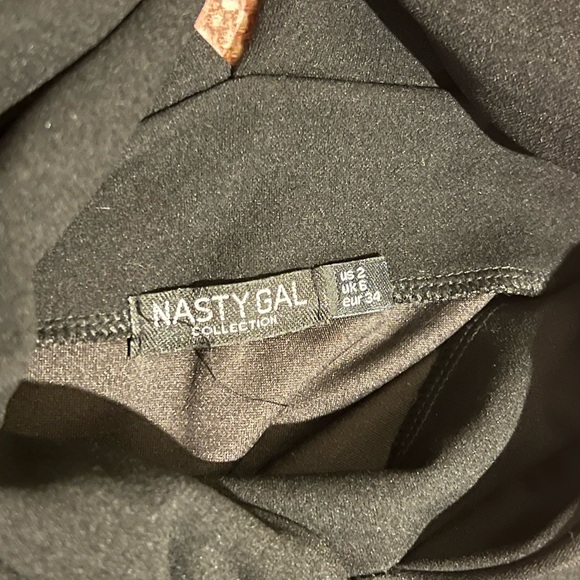 NASTY GAL
COLLECTION
us 2
uk 6
eur 34